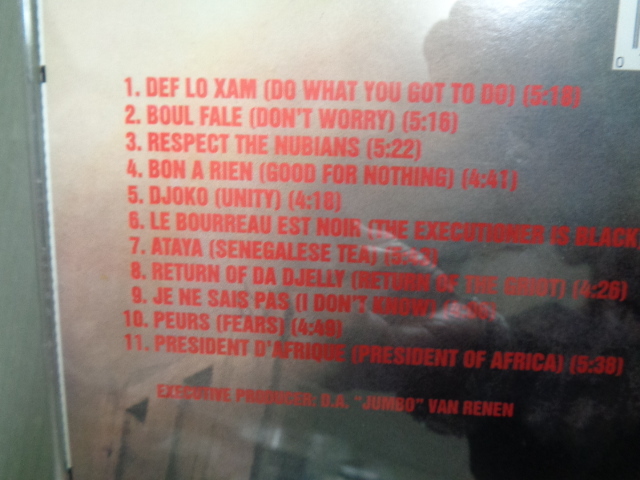 1. DEF LO XAM (DO WHAT YOU GOT TO DO) (5:18)
2. BOUL FALE (DON'T WORRY) (5:16)
3. RESPECT THE NUBIANS (5:22)
4. BON A RIEN (GOOD FOR NOTHING) (4:41)
5. DJOKO (UNITY) (4:18)
6. LE BOURREAU EST NOIR (THE EXECUTIONER IS BLACK)
7. ATAYA (SENEGALESE TEA)
8. RETURN OF DA DJELLY (RETURN OF THE GRIOT) (4:26)
9. JE NE SAIS PAS (I DON'T KNOW)
10. PEURS (FEARS) (4:49)
11. PRESIDENT D'AFRIQUE (PRESIDENT OF AFRICA) (5:38)
EXECUTIVE PRODUCER: D.A. "JUMBO" VAN RENEN
0